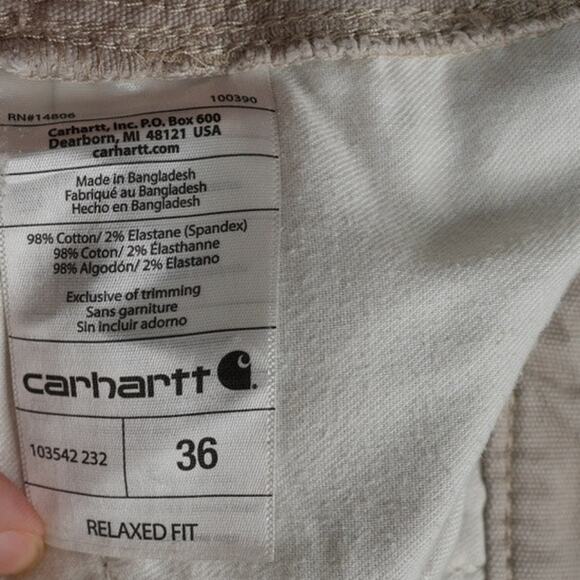 RN#14806 100390
Carhartt, Inc. P.O. Box 600
Dearborn, MI 48121 USA
carhartt.com
Made in Bangladesh
Fabriqué au Bangladesh
Hecho en Bangladesh
98% Cotton/ 2% Elastane (Spandex)
98% Coton/ 2% Élasthanne
98% Algodón/ 2% Elastano
Exclusive of trimming
Sans garniture
Sin incluir adorno
carhartt
103542 232 36
RELAXED FIT